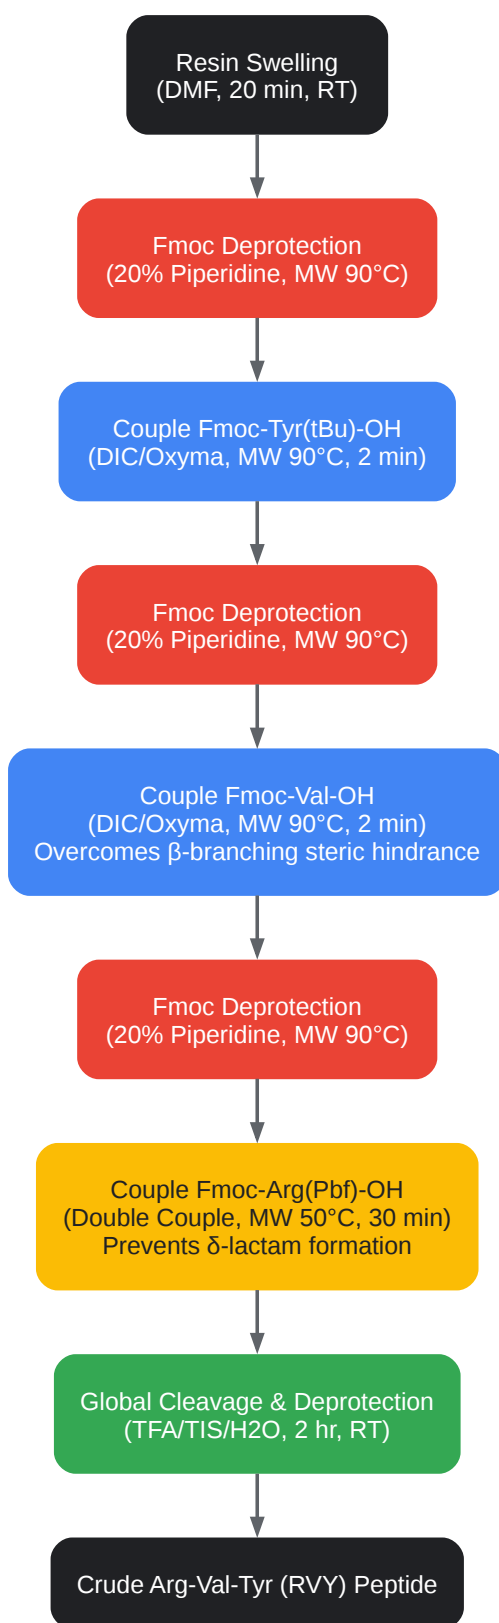 Resin Swelling
(DMF, 20 min, RT)
Fmoc Deprotection
(20% Piperidine, MW 90°C)
Couple Fmoc-Tyr(tBu)-OH
(DIC/Oxyma, MW 90°C, 2 min)
Fmoc Deprotection
(20% Piperidine, MW 90°C)
Couple Fmoc-Val-OH
(DIC/Oxyma, MW 90°C, 2 min)
Overcomes β-branching steric hindrance
Fmoc Deprotection
(20% Piperidine, MW 90°C)
Couple Fmoc-Arg(Pbf)-OH
(Double Couple, MW 50°C, 30 min)
Prevents δ-lactam formation
Global Cleavage & Deprotection
(TFA/TIS/H2O, 2 hr, RT)
Crude Arg-Val-Tyr (RVY) Peptide